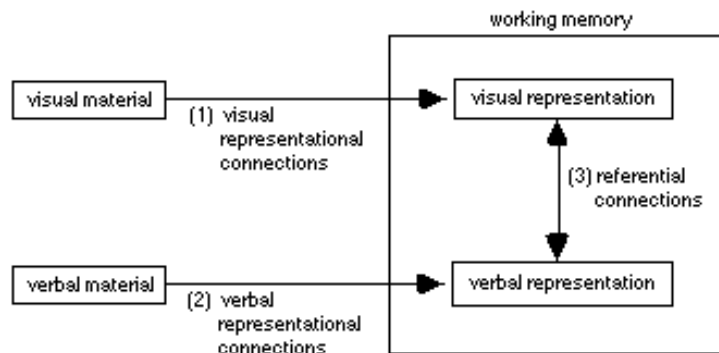 working memory
visual material
visual representation
(1) visual
representational
connections
(3) referential
connections
verbal material
verbal representation
(2) verbal
representational
connections